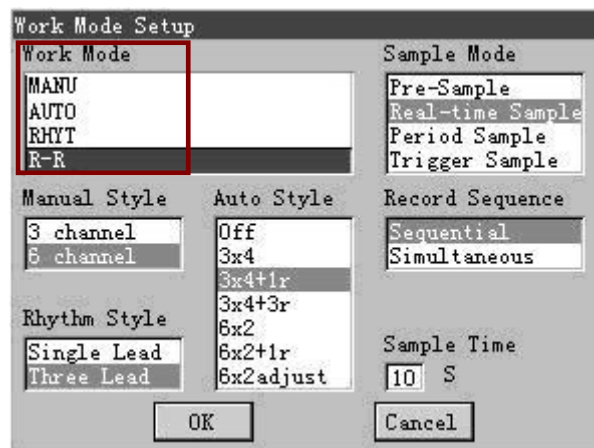 Work Mode Setup
Work Mode
MANU
AUTO
RHYT
R-R
Sample Mode
Pre-Sample
Real-time Sample
Period Sample
Trigger Sample
Manual Style
3 channel
6 channel
Auto Style
Off
3x4
3x4+1r
3x4+3r
6x2
6x2+1r
6x2adjust
Record Sequence
Sequential
Simultaneous
Rhythm Style
Single Lead
Three Lead
Sample Time
10 S
OK
Cancel